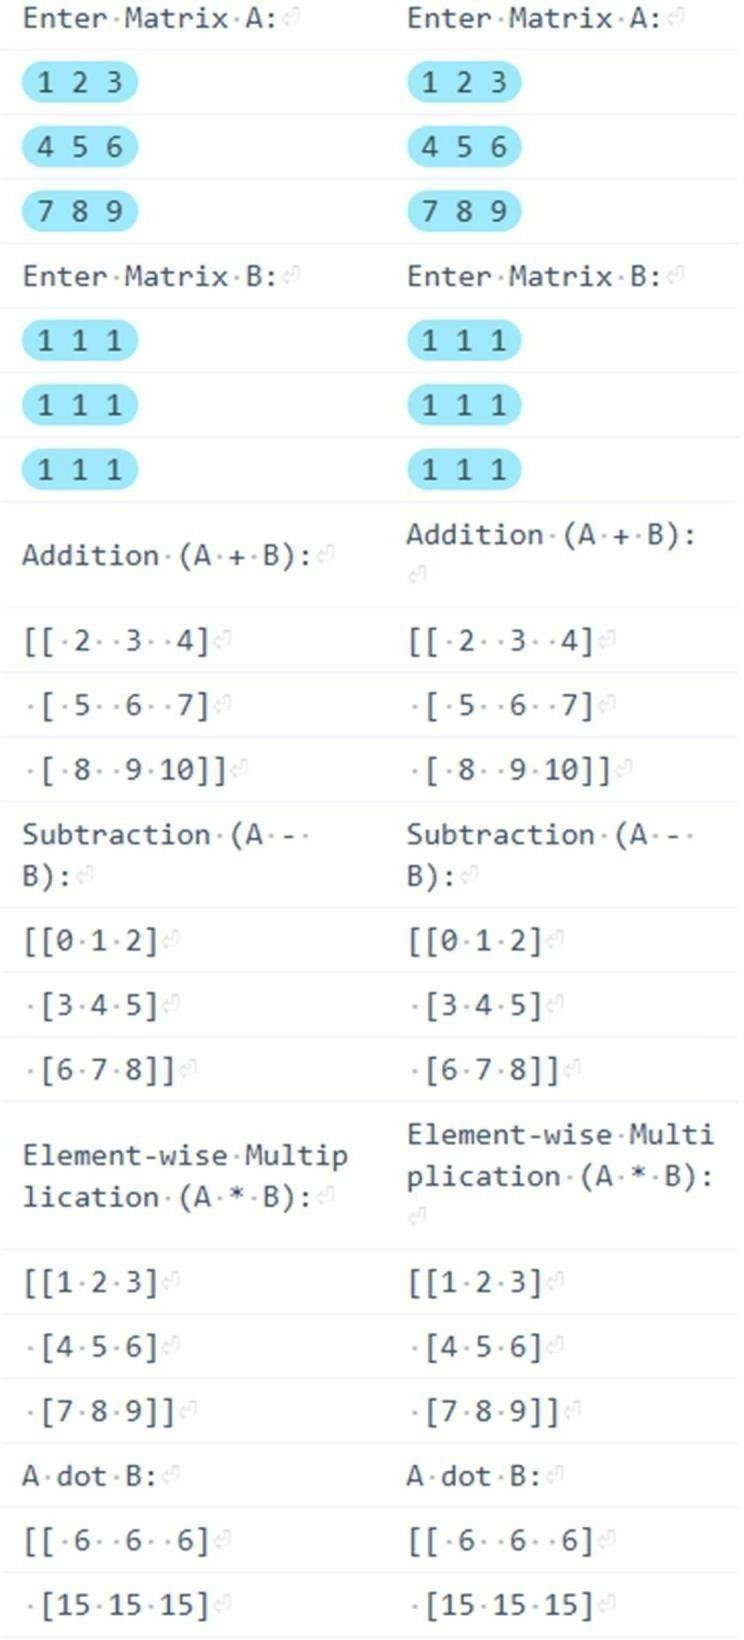 Enter·Matrix·A:⏎
1 2 3
4 5 6
7 8 9
Enter·Matrix·B:⏎
1 1 1
1 1 1
1 1 1
Addition·(A·+·B):⏎
[[·2··3··4]⏎
·[·5··6··7]⏎
·[·8··9·10]]⏎
Subtraction·(A·-·
B):⏎
[[0·1·2]⏎
·[3·4·5]⏎
·[6·7·8]]⏎
Element-wise·Multip
lication·(A·*·B):⏎
[[1·2·3]⏎
·[4·5·6]⏎
·[7·8·9]]⏎
A·dot·B:⏎
[[·6··6··6]⏎
·[15·15·15]⏎
Enter·Matrix·A:⏎
1 2 3
4 5 6
7 8 9
Enter·Matrix·B:⏎
1 1 1
1 1 1
1 1 1
Addition·(A·+·B):
⏎
[[·2··3··4]⏎
·[·5··6··7]⏎
·[·8··9·10]]⏎
Subtraction·(A·-·
B):⏎
[[0·1·2]⏎
·[3·4·5]⏎
·[6·7·8]]⏎
Element-wise·Multi
plication·(A·*·B):
⏎
[[1·2·3]⏎
·[4·5·6]⏎
·[7·8·9]]⏎
A·dot·B:⏎
[[·6··6··6]⏎
·[15·15·15]⏎